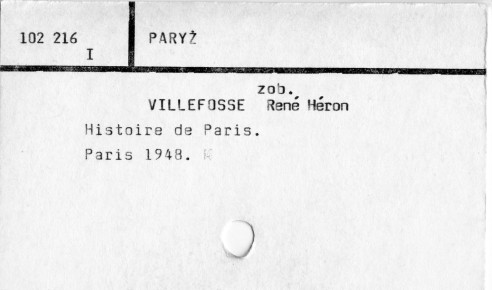 102 216 PARYŻ
I
zob.
VILLEFOSSE René Héron
Histoire de Paris.
Paris 1948.